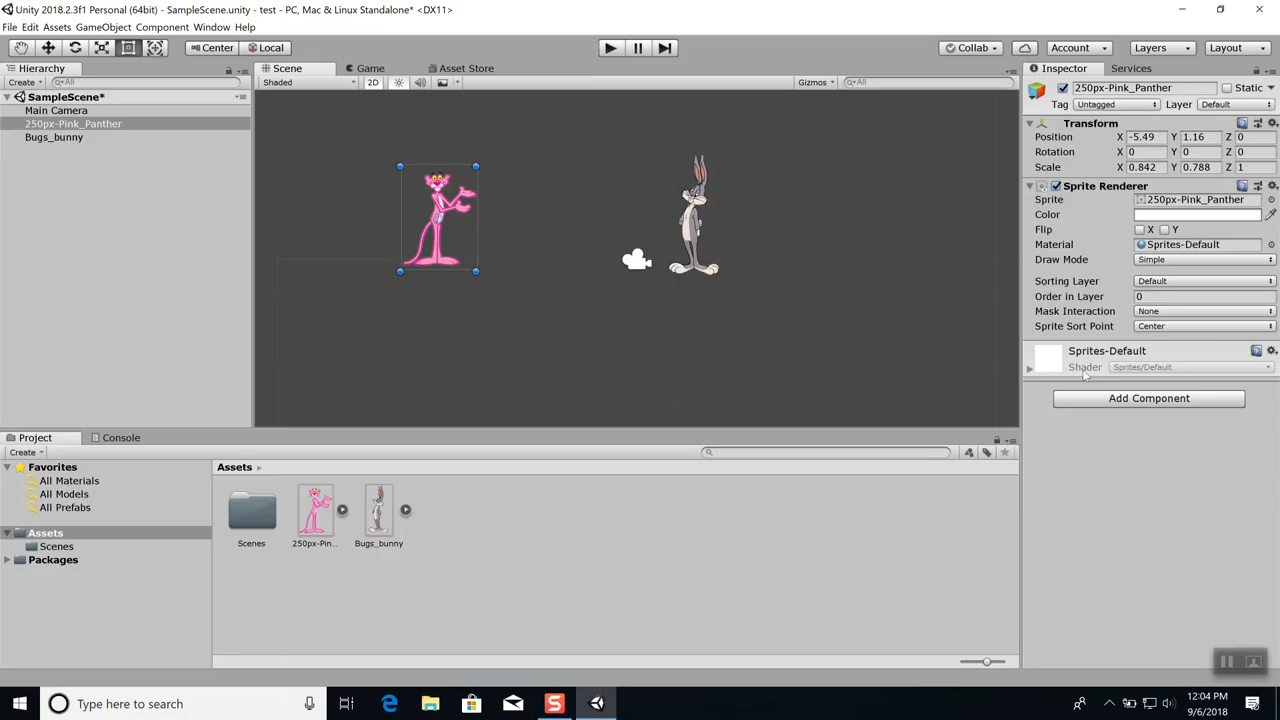 Unity 2018.2.3f1 Personal (64bit) - SampleScene.unity - test - PC, Mac & Linux Standalone* <DX11>
File Edit Assets GameObject Component Window Help
Center Local Collab Account Layers Layout
Hierarchy Scene Game Asset Store Inspector Services
Create All Shaded 2D Gizmos All 250px-Pink_Panther Static
SampleScene* Tag Untagged Layer Default
Main Camera
250px-Pink_Panther Transform
Bugs_bunny Position X -5.49 Y 1.16 Z 0
Rotation X 0 Y 0 Z 0
Scale X 0.842 Y 0.788 Z 1
Sprite Renderer
Sprite 250px-Pink_Panther
Color
Flip X Y
Material Sprites-Default
Draw Mode Simple
Sorting Layer Default
Order in Layer 0
Mask Interaction None
Sprite Sort Point Center
Sprites-Default
Shader Sprites/Default
Add Component
Project Console
Create
Favorites Assets
All Materials
All Models
All Prefabs
Assets
Scenes
Packages
Scenes 250px-Pin... Bugs_bunny
Type here to search
12:04 PM
9/6/2018